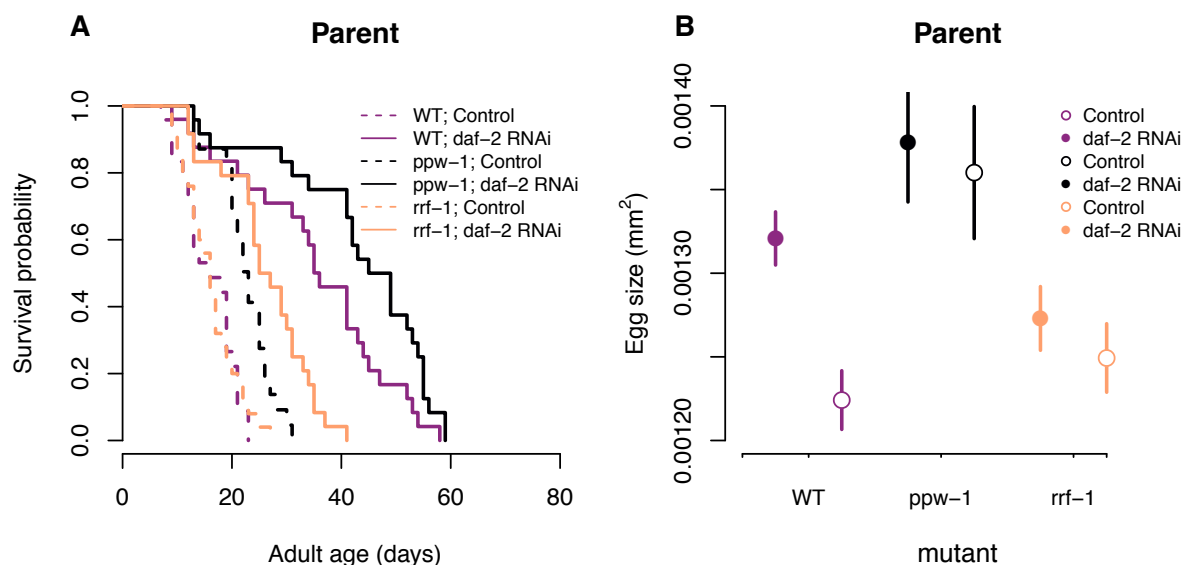 A
Parent
Survival probability
1.0
0.8
0.6
0.4
0.2
0.0
0
20
40
60
80
Adult age (days)
WT; Control
WT; daf−2 RNAi
ppw−1; Control
ppw−1; daf−2 RNAi
rrf−1; Control
rrf−1; daf−2 RNAi
B
Parent
Egg size (mm²)
0.00140
0.00130
0.00120
WT
ppw−1
rrf−1
mutant
Control
daf−2 RNAi
Control
daf−2 RNAi
Control
daf−2 RNAi